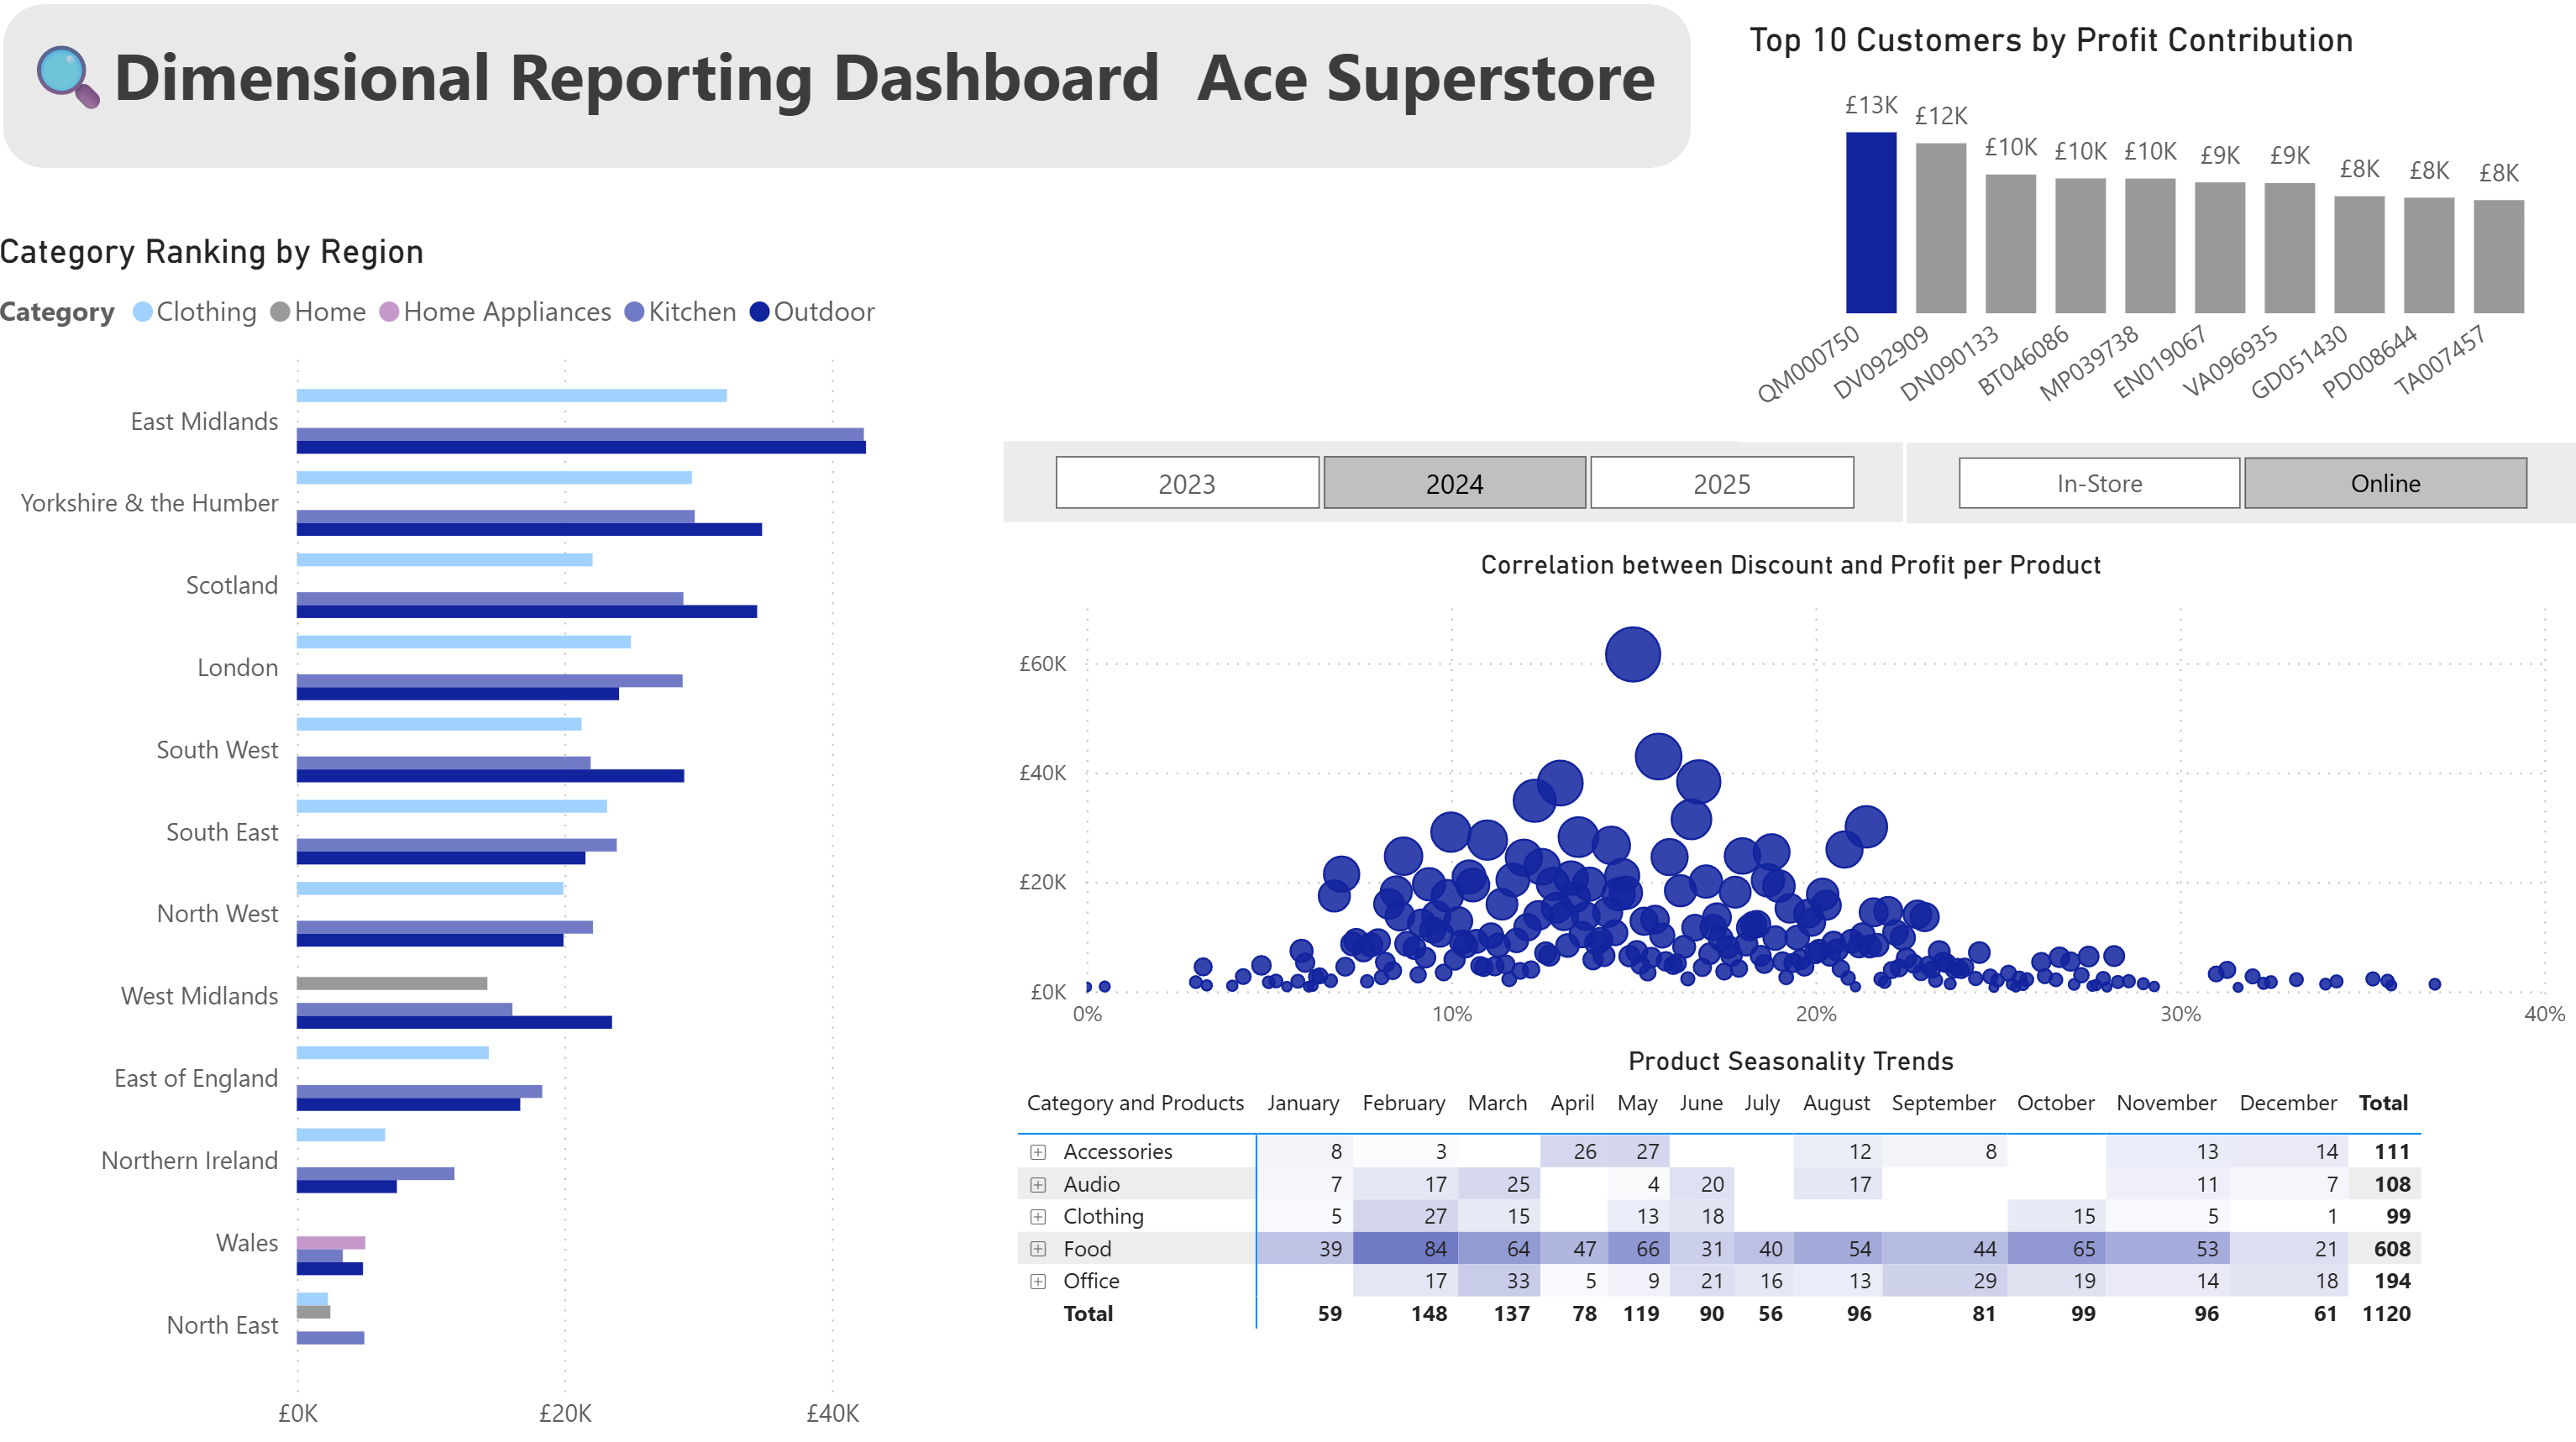 Dimensional Reporting Dashboard  Ace Superstore
Top 10 Customers by Profit Contribution
£13K £12K £10K £10K £10K £9K £9K £8K £8K £8K
QM000750 DV092909 DN090133 BT046086 MP039738 EN019067 VA096935 GD051430 PD008644 TA007457
Category Ranking by Region
Category Clothing Home Home Appliances Kitchen Outdoor
East Midlands
Yorkshire & the Humber
Scotland
London
South West
South East
North West
West Midlands
East of England
Northern Ireland
Wales
North East
£0K £20K £40K
2023 2024 2025
In-Store Online
Correlation between Discount and Profit per Product
£60K
£40K
£20K
£0K
0% 10% 20% 30% 40%
Product Seasonality Trends
Category and Products January February March April May June July August September October November December Total
Accessories 8 3 26 27 12 8 13 14 111
Audio 7 17 25 4 20 17 11 7 108
Clothing 5 27 15 13 18 15 5 1 99
Food 39 84 64 47 66 31 40 54 44 65 53 21 608
Office 17 33 5 9 21 16 13 29 19 14 18 194
Total 59 148 137 78 119 90 56 96 81 99 96 61 1120